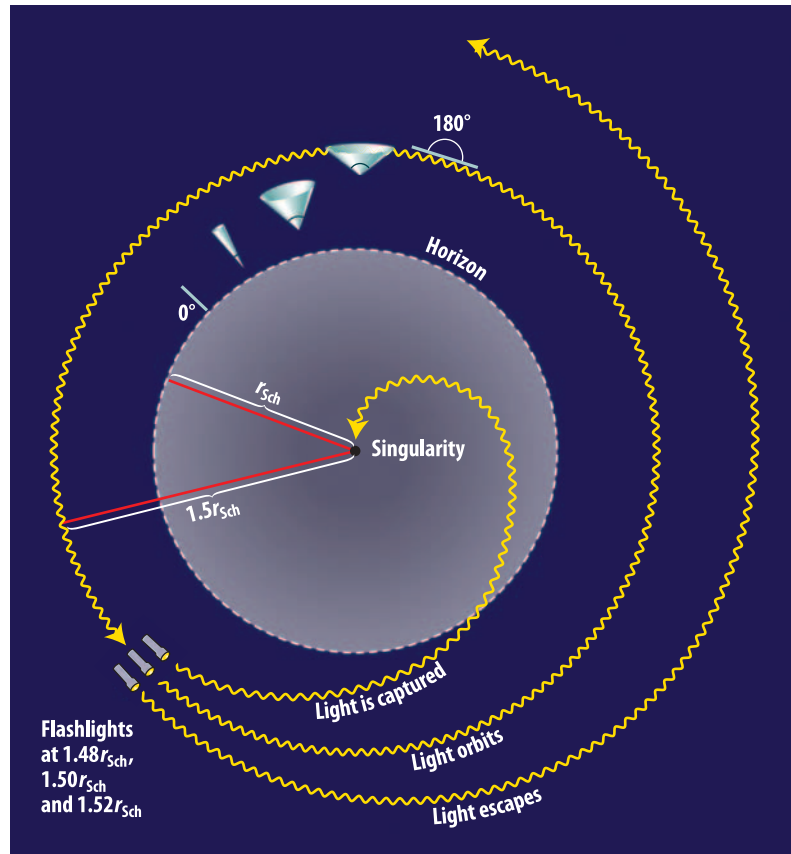 180°
Horizon
0°
rSch
Singularity
1.5rSch
Light is captured
Flashlights
at 1.48rSch,
1.50rSch
and 1.52rSch
Light orbits
Light escapes